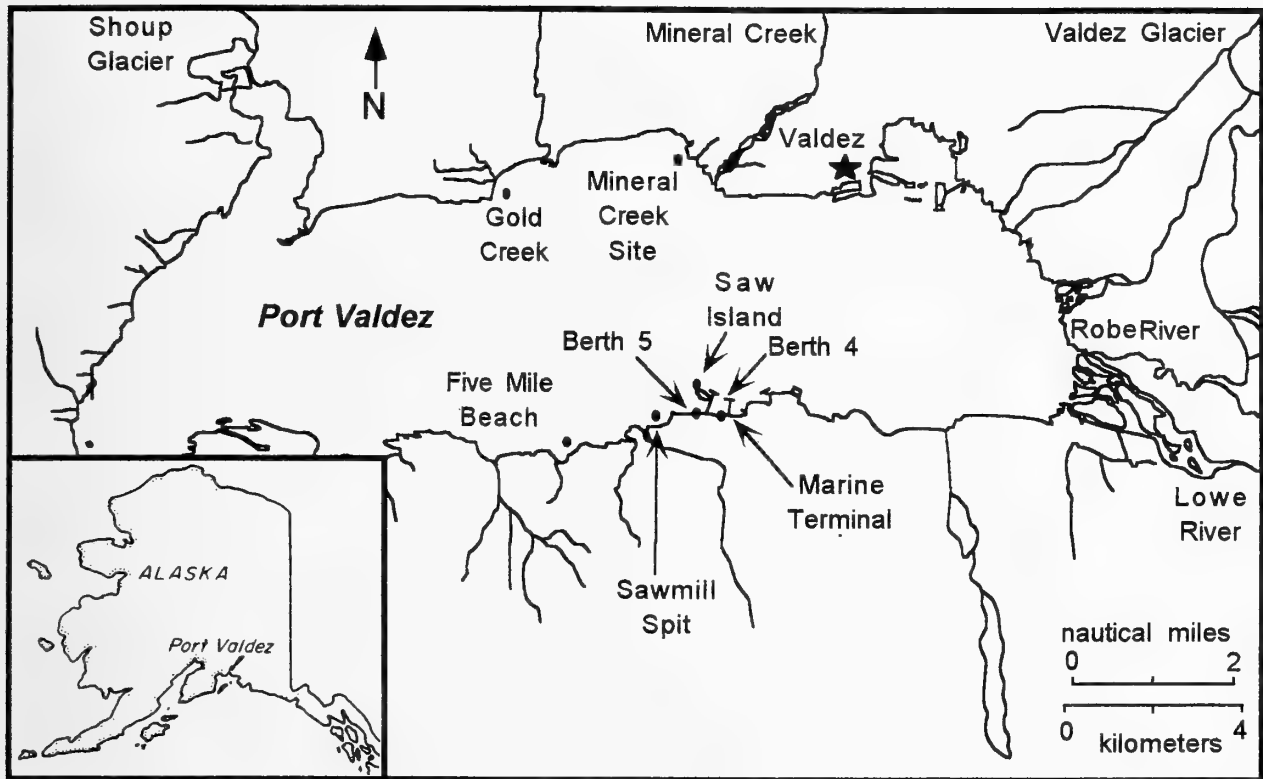 Shoup
Glacier
N
Mineral Creek
Valdez Glacier
Valdez
Gold
Creek
Mineral
Creek
Site
Port Valdez
Saw
Island
Berth 5
Berth 4
Robe River
Five Mile
Beach
Marine
Terminal
Lowe
River
Sawmill
Spit
ALASKA
Port Valdez
nautical miles
0 2
0 4
kilometers